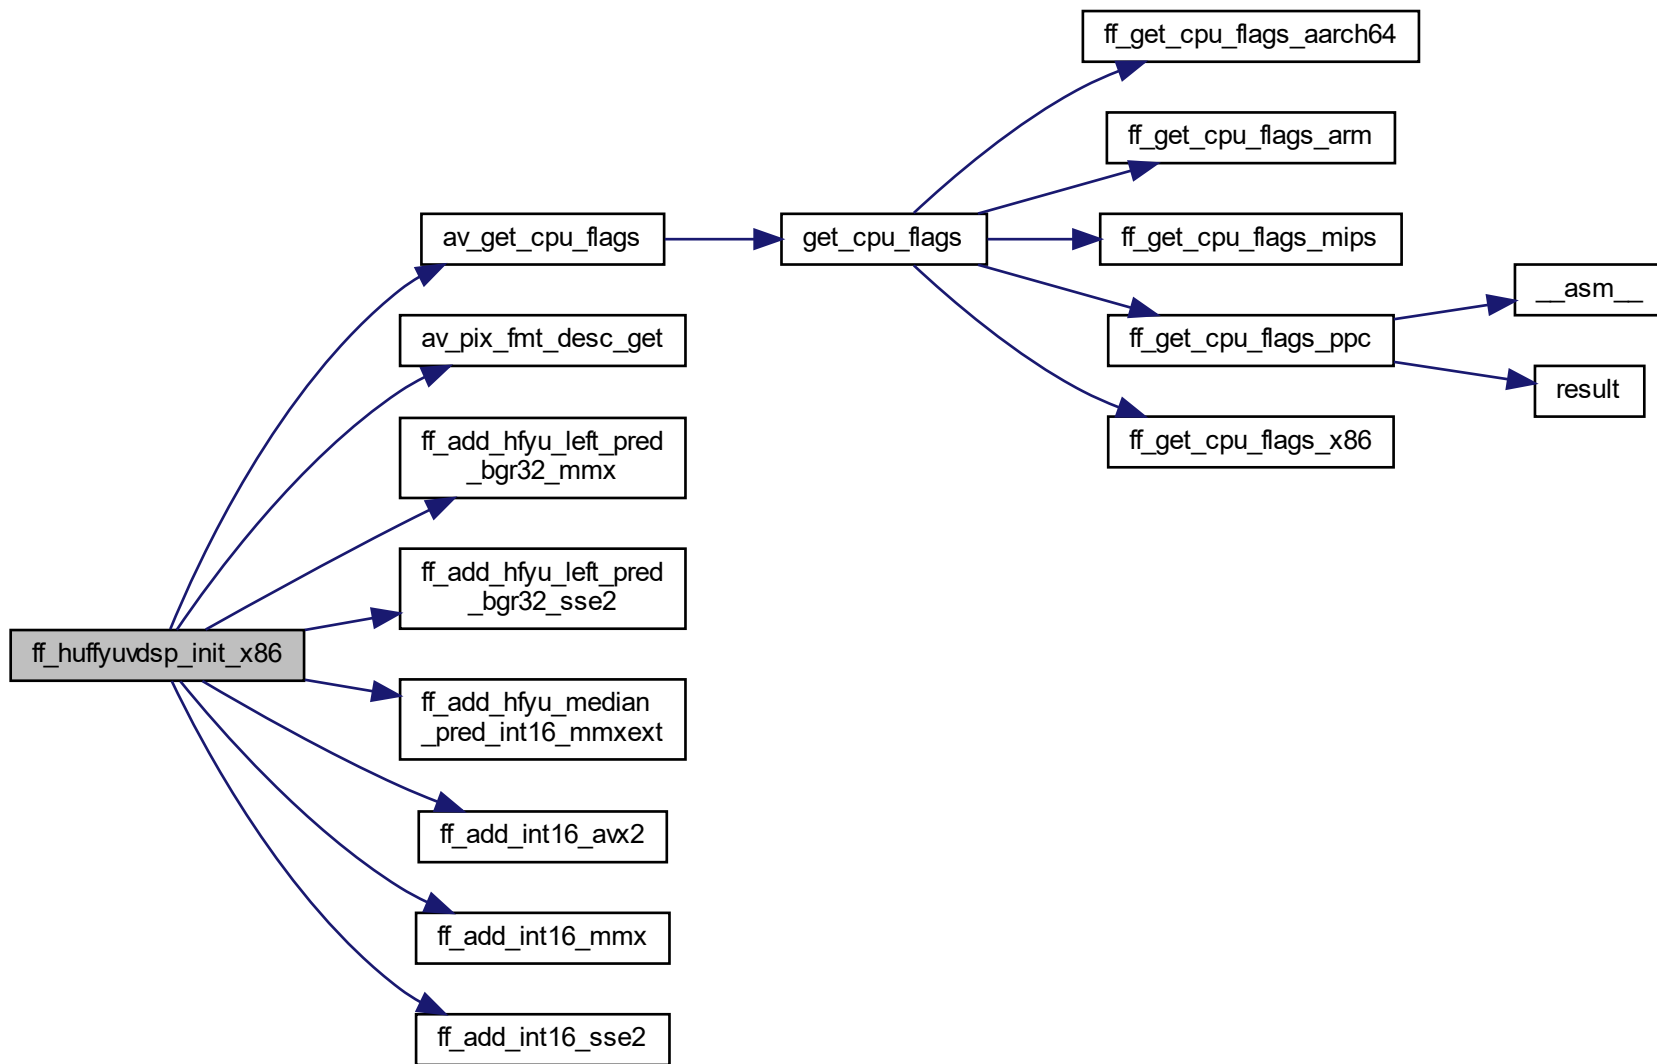 ff_get_cpu_flags_aarch64
ff_get_cpu_flags_arm
av_get_cpu_flags
get_cpu_flags
ff_get_cpu_flags_mips
__asm__
av_pix_fmt_desc_get
ff_get_cpu_flags_ppc
result
ff_add_hfyu_left_pred
_bgr32_mmx
ff_get_cpu_flags_x86
ff_add_hfyu_left_pred
_bgr32_sse2
ff_huffyuvdsp_init_x86
ff_add_hfyu_median
_pred_int16_mmxext
ff_add_int16_avx2
ff_add_int16_mmx
ff_add_int16_sse2